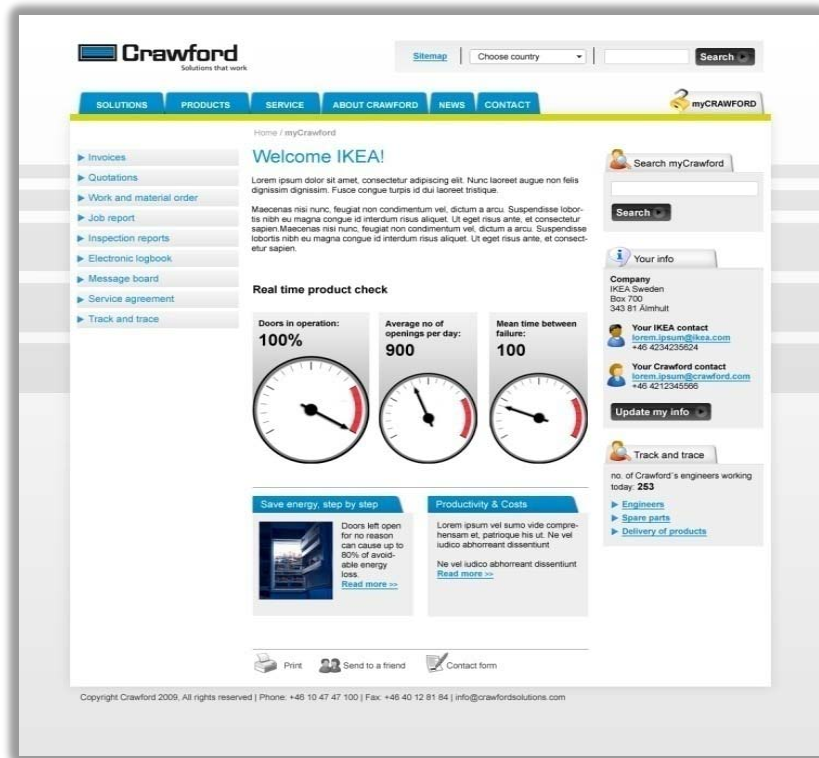 Crawford
Solutions that work
Sitemap
Choose country
Search
SOLUTIONS
PRODUCTS
SERVICE
ABOUT CRAWFORD
NEWS
CONTACT
myCRAWFORD
Home / myCrawford
Invoices
Quotations
Work and material order
Job report
Inspection reports
Electronic logbook
Message board
Service agreement
Track and trace
Welcome IKEA!
Lorem ipsum dolor sit amet, consectetur adipiscing elit. Nunc laoreet augue non felis
dignissim dignissim. Fusce congue turpis id dui laoreet tristique.
Maecenas nisi nunc, feugiat non condimentum vel, dictum a arcu. Suspendisse lobor-
tis nibh eu magna congue id interdum risus aliquet. Ut eget risus ante, et consectetur
sapien.Maecenas nisi nunc, feugiat non condimentum vel, dictum a arcu. Suspendisse
lobortis nibh eu magna congue id interdum risus aliquet. Ut eget risus ante, et consect-
etur sapien.
Real time product check
Doors in operation:
100%
Average no of
openings per day:
900
Mean time between
failure:
100
Save energy, step by step
Doors left open
for no reason
can cause up to
80% of avoid-
able energy
loss.
Read more >>
Productivity & Costs
Lorem ipsum vel sumo vide compre-
hensam et, patrioque his ut. Ne vel
iudico abhorreant dissentiunt
Ne vel iudico abhorreant dissentiunt
Read more >>
Search myCrawford
Search
Your info
Company
IKEA Sweden
Box 700
343 81 Älmhult
Your IKEA contact
lorem.ipsum@ikea.com
+46 4234235624
Your Crawford contact
lorem.ipsum@crawford.com
+46 4212345566
Update my info
Track and trace
no. of Crawford´s engineers working
today: 253
Engineers
Spare parts
Delivery of products
Print
Send to a friend
Contact form
Copyright Crawford 2009, All rights reserved | Phone: +46 10 47 47 100 | Fax: +46 40 12 81 84 | info@crawfordsolutions.com